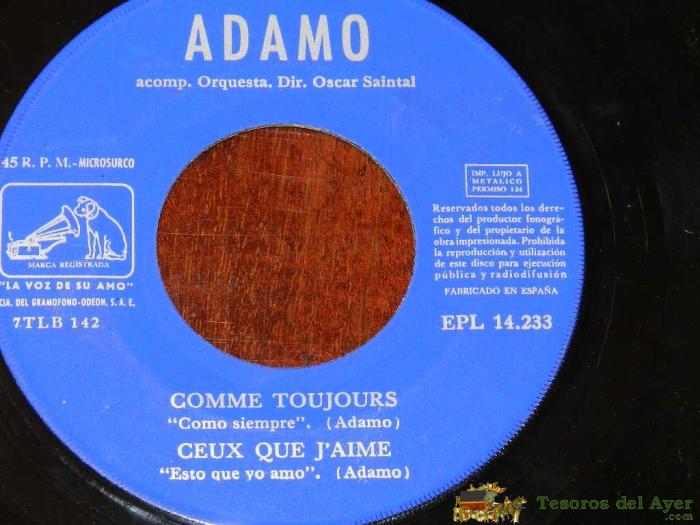 ADAMO
acomp. Orquesta. Dir. Oscar Saintal
45 R. P. M.-MICROSURCO
MARCA REGISTRADA
"LA VOZ DE SU AMO"
CIA. DEL GRAMOFONO-ODEON, S. A. E.
7TLB 142
IMP. LUJO A
METALICO
PERMISO 124
Reservados todos los dere-
chos del productor fonográ-
fico y del propietario de la
obra impresionada. Prohibida
la reproducción y utilización
de este disco para ejecución
pública y radiodifusión
FABRICADO EN ESPAÑA
EPL 14.233
COMME TOUJOURS
"Como siempre". (Adamo)
CEUX QUE J'AIME
"Esto que yo amo". (Adamo)
Tesoros del Ayer
.com